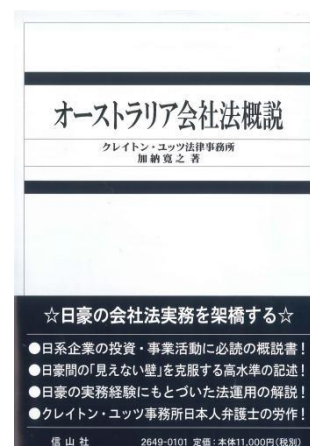 オーストラリア会社法概説
クレイトン・ユッツ法律事務所
加納寛之 著
☆日豪の会社法実務を架橋する☆
●日系企業の投資・事業活動に必読の概説書!
●日豪間の「見えない壁」を克服する高水準の記述!
●日豪の実務経験にもとづいた法運用の解説!
●クレイトン・ユッツ事務所日本人弁護士の労作!
信山社 2649-0101 定価:本体11,000円(税別)